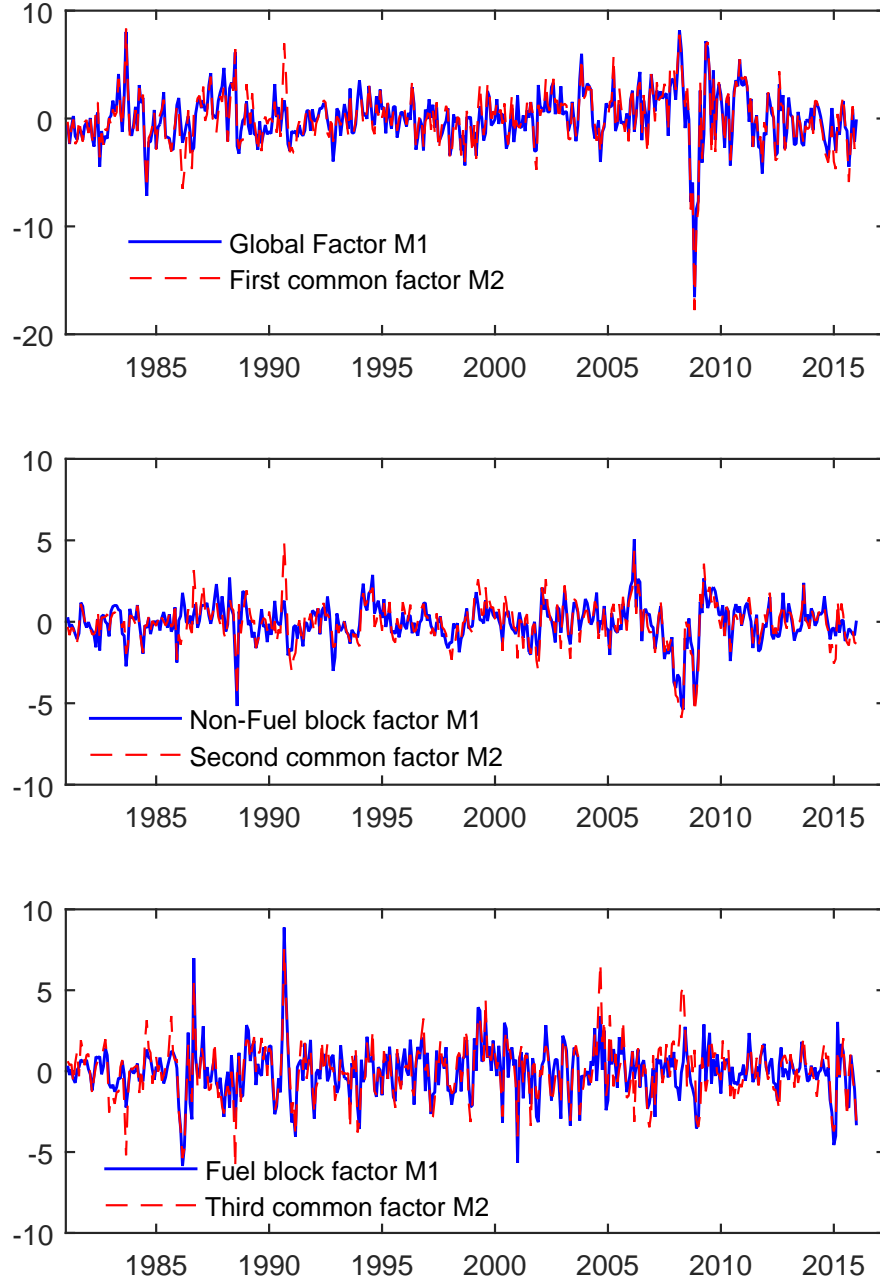 10
0
-10
-20
Global Factor M1
First common factor M2
1985 1990 1995 2000 2005 2010 2015
10
5
0
-5
-10
Non-Fuel block factor M1
Second common factor M2
1985 1990 1995 2000 2005 2010 2015
10
5
0
-5
-10
Fuel block factor M1
Third common factor M2
1985 1990 1995 2000 2005 2010 2015